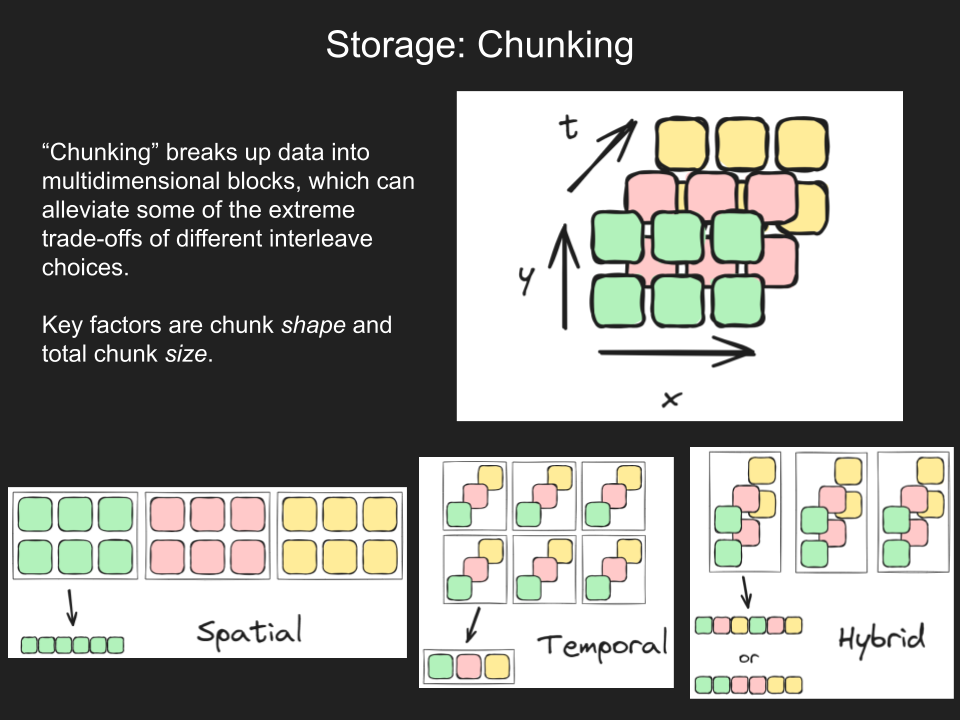 Storage: Chunking
“Chunking” breaks up data into
multidimensional blocks, which can
alleviate some of the extreme
trade-offs of different interleave
choices.
Key factors are chunk shape and
total chunk size.
t
y
x
Spatial
Temporal
Hybrid
or